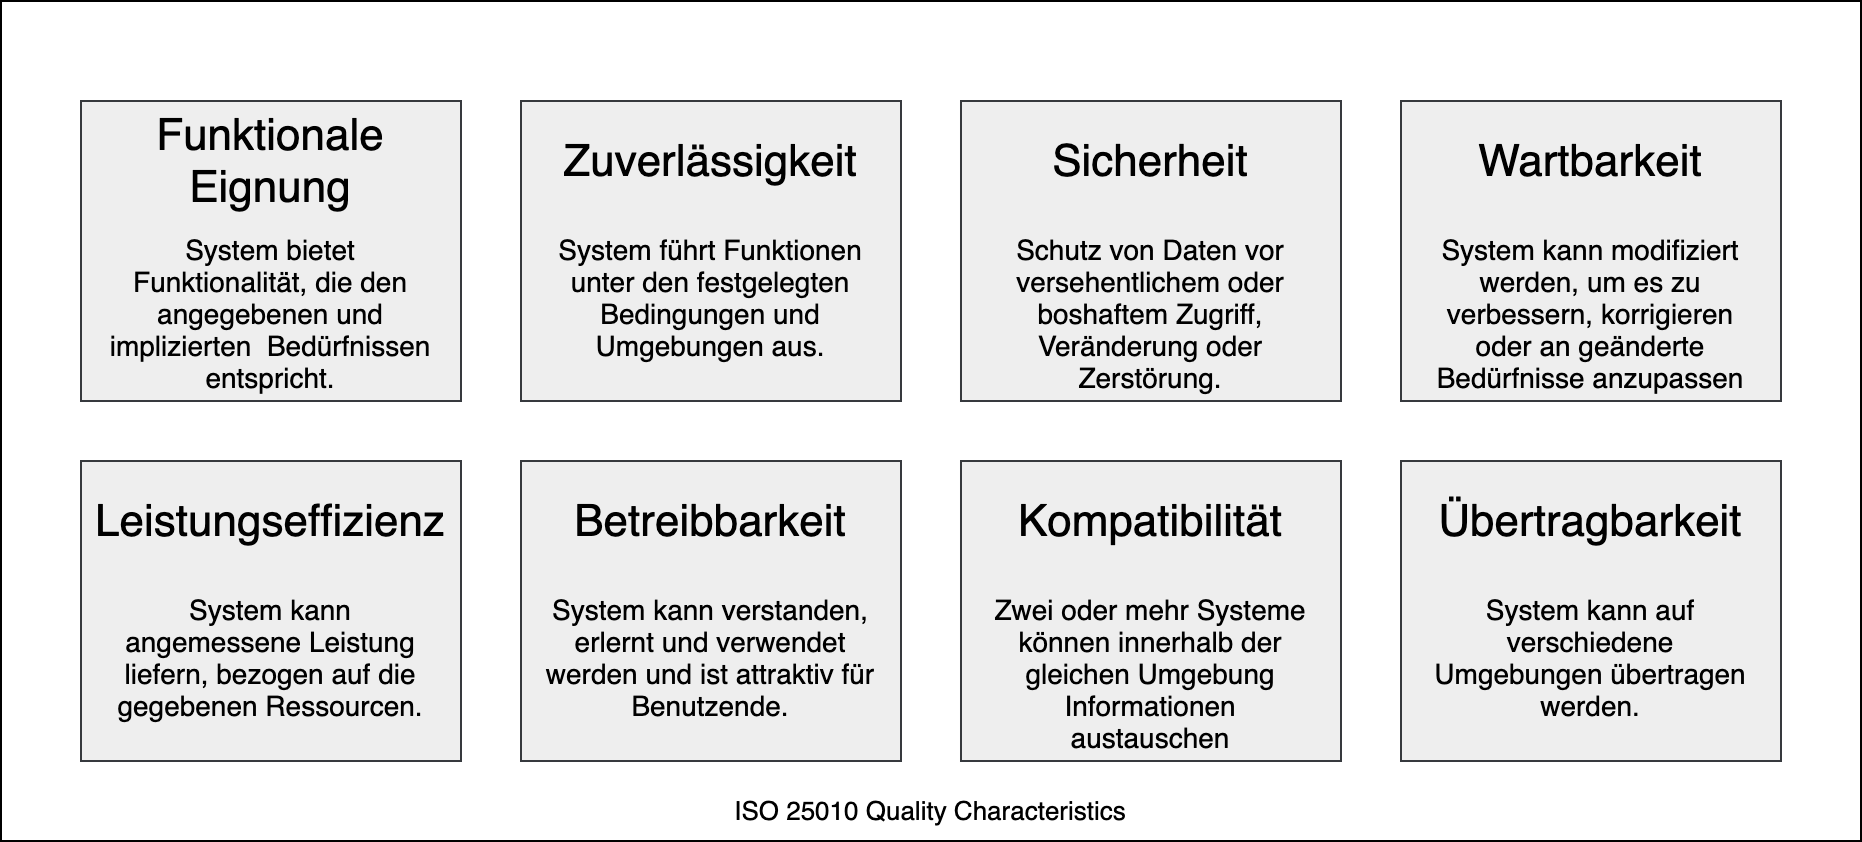 Funktionale
Eignung
System bietet
Funktionalität, die den
angegebenen und
implizierten  Bedürfnissen
entspricht.
Zuverlässigkeit
System führt Funktionen
unter den festgelegten
Bedingungen und
Umgebungen aus.
Sicherheit
Schutz von Daten vor
versehentlichem oder
boshaftem Zugriff,
Veränderung oder
Zerstörung.
Wartbarkeit
System kann modifiziert
werden, um es zu
verbessern, korrigieren
oder an geänderte
Bedürfnisse anzupassen
Leistungseffizienz
System kann
angemessene Leistung
liefern, bezogen auf die
gegebenen Ressourcen.
Betreibbarkeit
System kann verstanden,
erlernt und verwendet
werden und ist attraktiv für
Benutzende.
Kompatibilität
Zwei oder mehr Systeme
können innerhalb der
gleichen Umgebung
Informationen
austauschen
Übertragbarkeit
System kann auf
verschiedene
Umgebungen übertragen
werden.
ISO 25010 Quality Characteristics